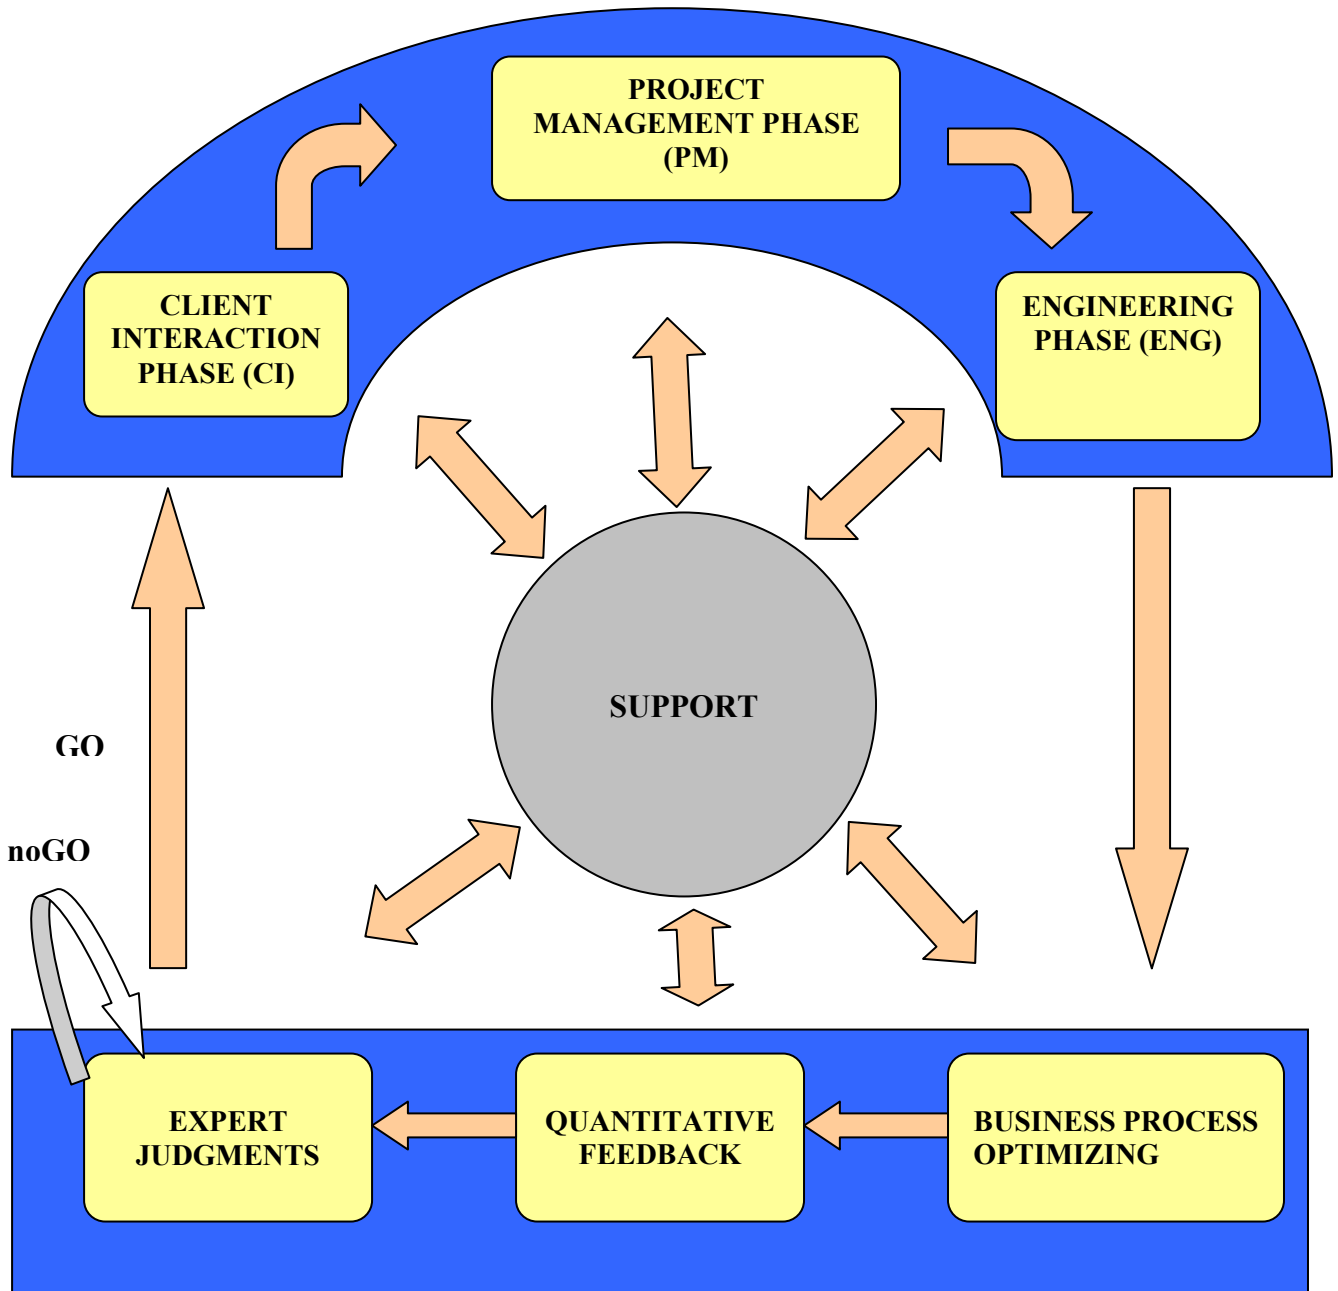 PROJECT
MANAGEMENT PHASE
(PM)
CLIENT
INTERACTION
PHASE (CI)
ENGINEERING
PHASE (ENG)
SUPPORT
GO
noGO
EXPERT
JUDGMENTS
QUANTITATIVE
FEEDBACK
BUSINESS PROCESS
OPTIMIZING